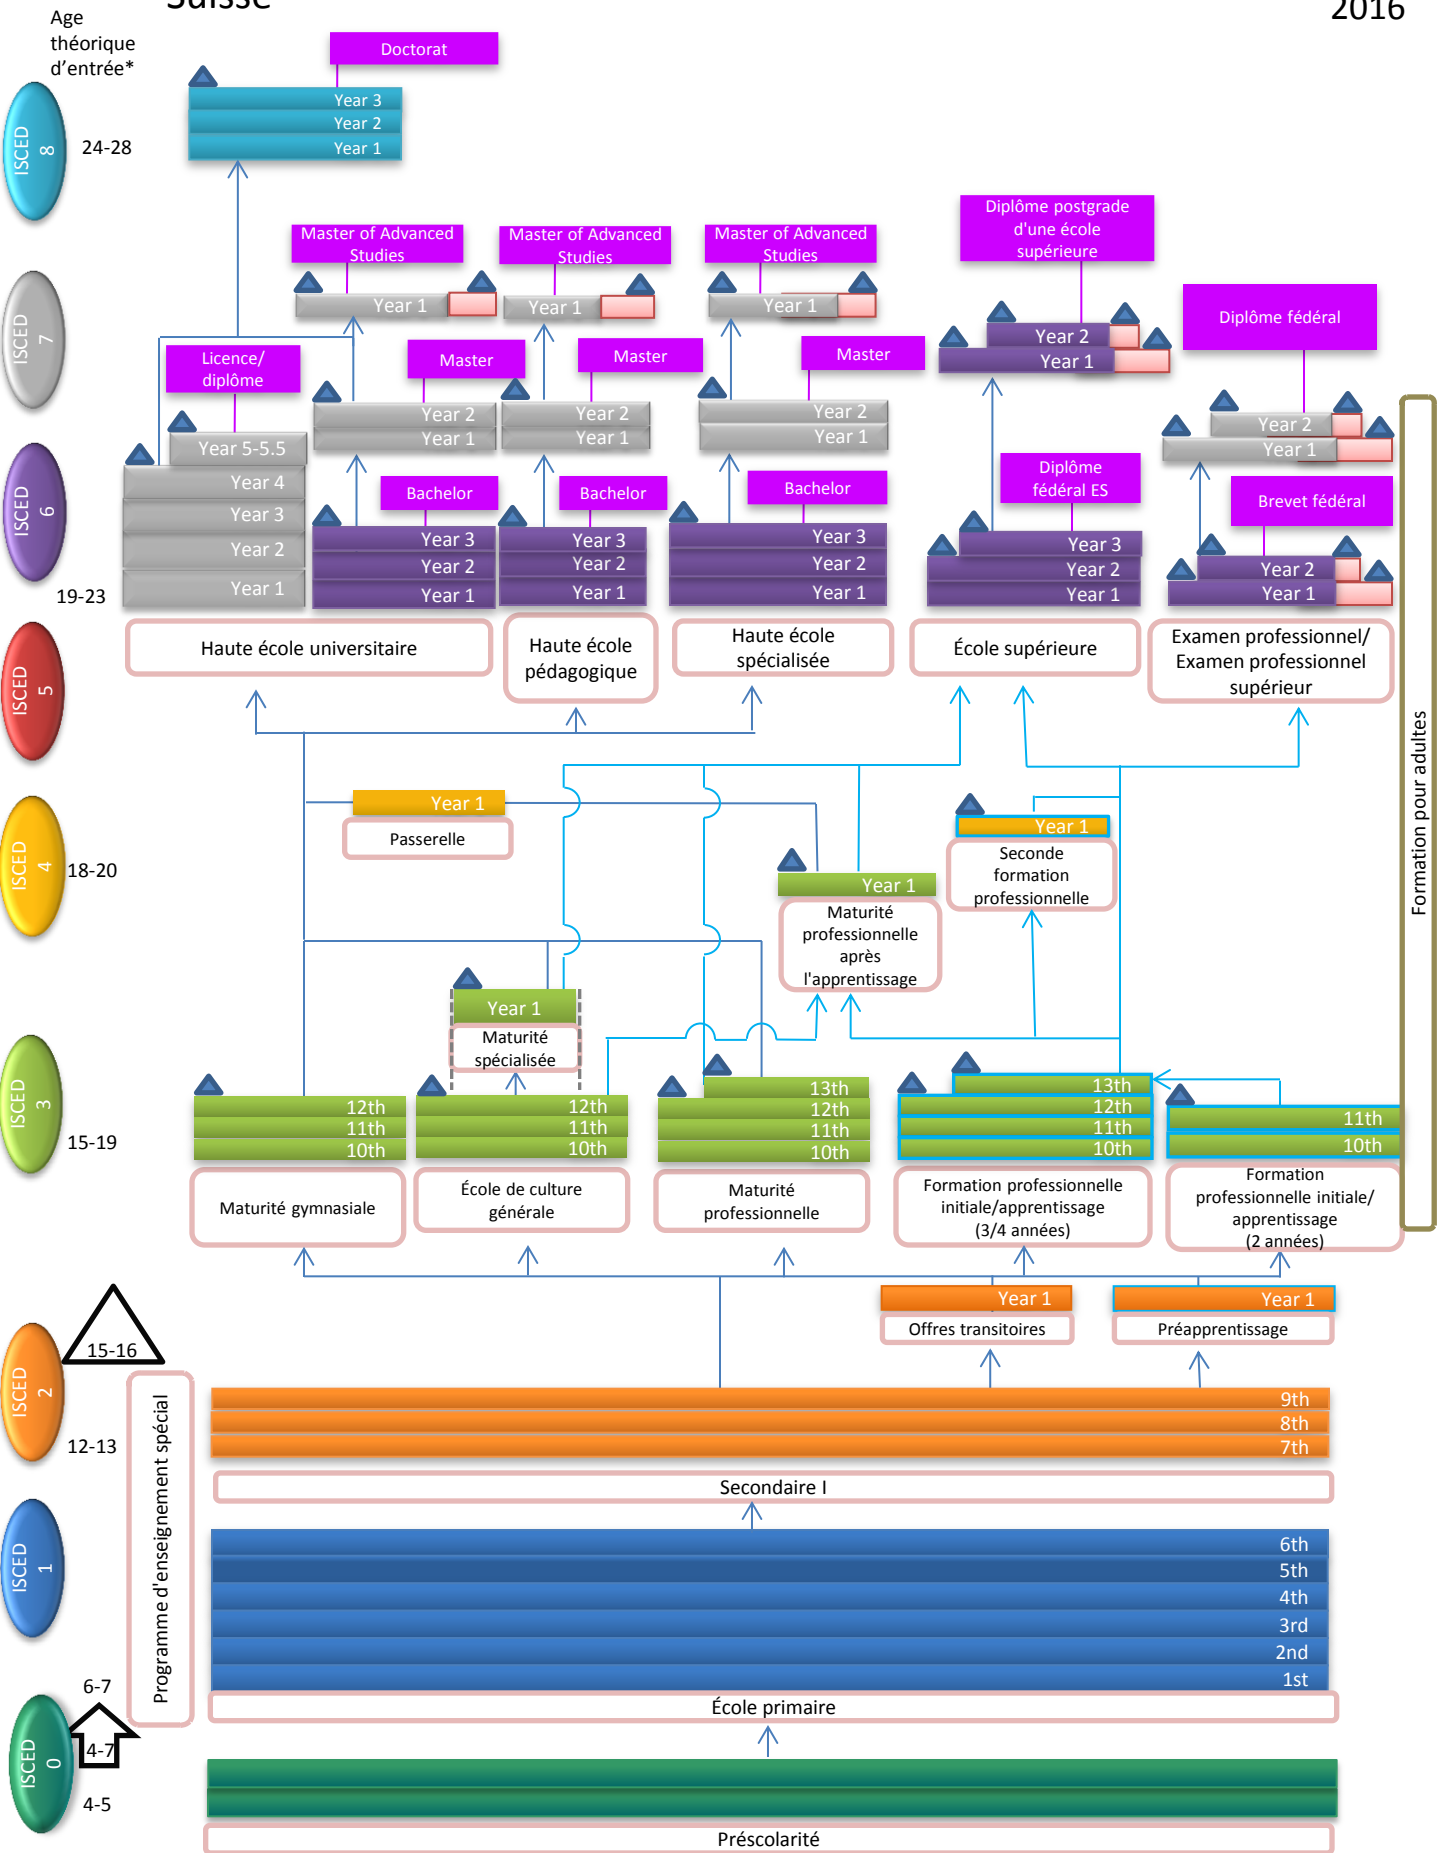 Suisse
2016
Age
théorique
d'entrée*
Doctorat
ISCED
8
24-28
Year 3
Year 2
Year 1
Master of Advanced
Studies
Master of Advanced
Studies
Master of Advanced
Studies
Diplôme postgrade
d'une école
supérieure
ISCED
7
Year 1
Year 1
Year 1
Year 2
Year 1
Diplôme fédéral
Licence/
diplôme
Master
Master
Master
Year 2
Year 1
Year 2
Year 1
Year 2
Year 1
Year 2
Year 1
Year 5-5.5
Year 4
Year 3
Year 2
Year 1
ISCED
6
19-23
Bachelor
Bachelor
Bachelor
Diplôme
fédéral ES
Brevet fédéral
Year 3
Year 2
Year 1
Year 3
Year 2
Year 1
Year 3
Year 2
Year 1
Year 3
Year 2
Year 1
Year 2
Year 1
Haute école universitaire
Haute école
pédagogique
Haute école
spécialisée
École supérieure
Examen professionnel/
Examen professionnel
supérieur
ISCED
5
Formation pour adultes
ISCED
4
18-20
Year 1
Passerelle
Year 1
Seconde
formation
professionnelle
Year 1
Maturité
professionnelle
après
l'apprentissage
Year 1
Maturité
spécialisée
ISCED
3
15-19
12th
11th
10th
12th
11th
10th
13th
12th
11th
10th
13th
12th
11th
10th
11th
10th
Maturité gymnasiale
École de culture
générale
Maturité
professionnelle
Formation professionnelle
initiale/apprentissage
(3/4 années)
Formation
professionnelle initiale/
apprentissage
(2 années)
Year 1
Offres transitoires
Year 1
Préapprentissage
15-16
ISCED
2
12-13
Programme d'enseignement spécial
9th
8th
7th
Secondaire I
ISCED
1
6th
5th
4th
3rd
2nd
1st
6-7
École primaire
ISCED
0
4-7
4-5
Préscolarité